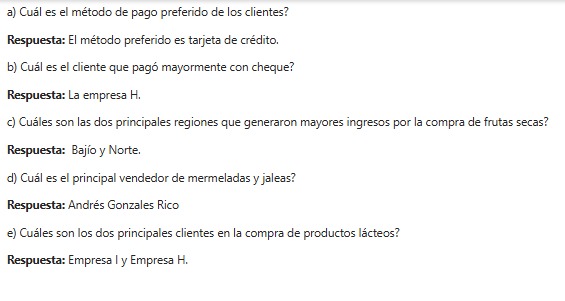 a) Cuál es el método de pago preferido de los clientes?
Respuesta: El método preferido es tarjeta de crédito.
b) Cuál es el cliente que pagó mayormente con cheque?
Respuesta: La empresa H.
c) Cuáles son las dos principales regiones que generaron mayores ingresos por la compra de frutas secas?
Respuesta: Bajío y Norte.
d) Cuál es el principal vendedor de mermeladas y jaleas?
Respuesta: Andrés Gonzales Rico
e) Cuáles son los dos principales clientes en la compra de productos lácteos?
Respuesta: Empresa I y Empresa H.